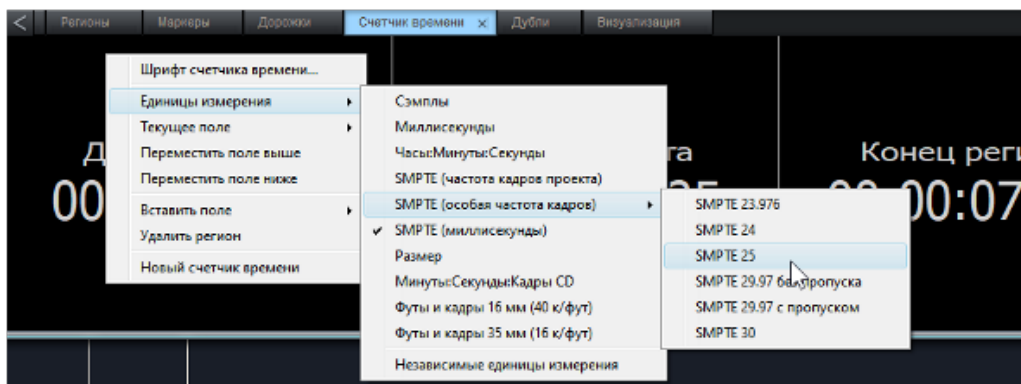 Регионы Маркеры Дорожки Счетчик времени Дубли Визуализация
Шрифт счетчика времени...
Единицы измерения
Текущее поле
Переместить поле выше
Переместить поле ниже
Вставить поле
Удалить регион
Новый счетчик времени
Сэмплы
Миллисекунды
Часы:Минуты:Секунды
SMPTE (частота кадров проекта)
SMPTE (особая частота кадров)
SMPTE (миллисекунды)
Размер
Минуты:Секунды:Кадры CD
Футы и кадры 16 мм (40 к/фут)
Футы и кадры 35 мм (16 к/фут)
Независимые единицы измерения
SMPTE 23.976
SMPTE 24
SMPTE 25
SMPTE 29.97 без пропуска
SMPTE 29.97 с пропуском
SMPTE 30
Конец